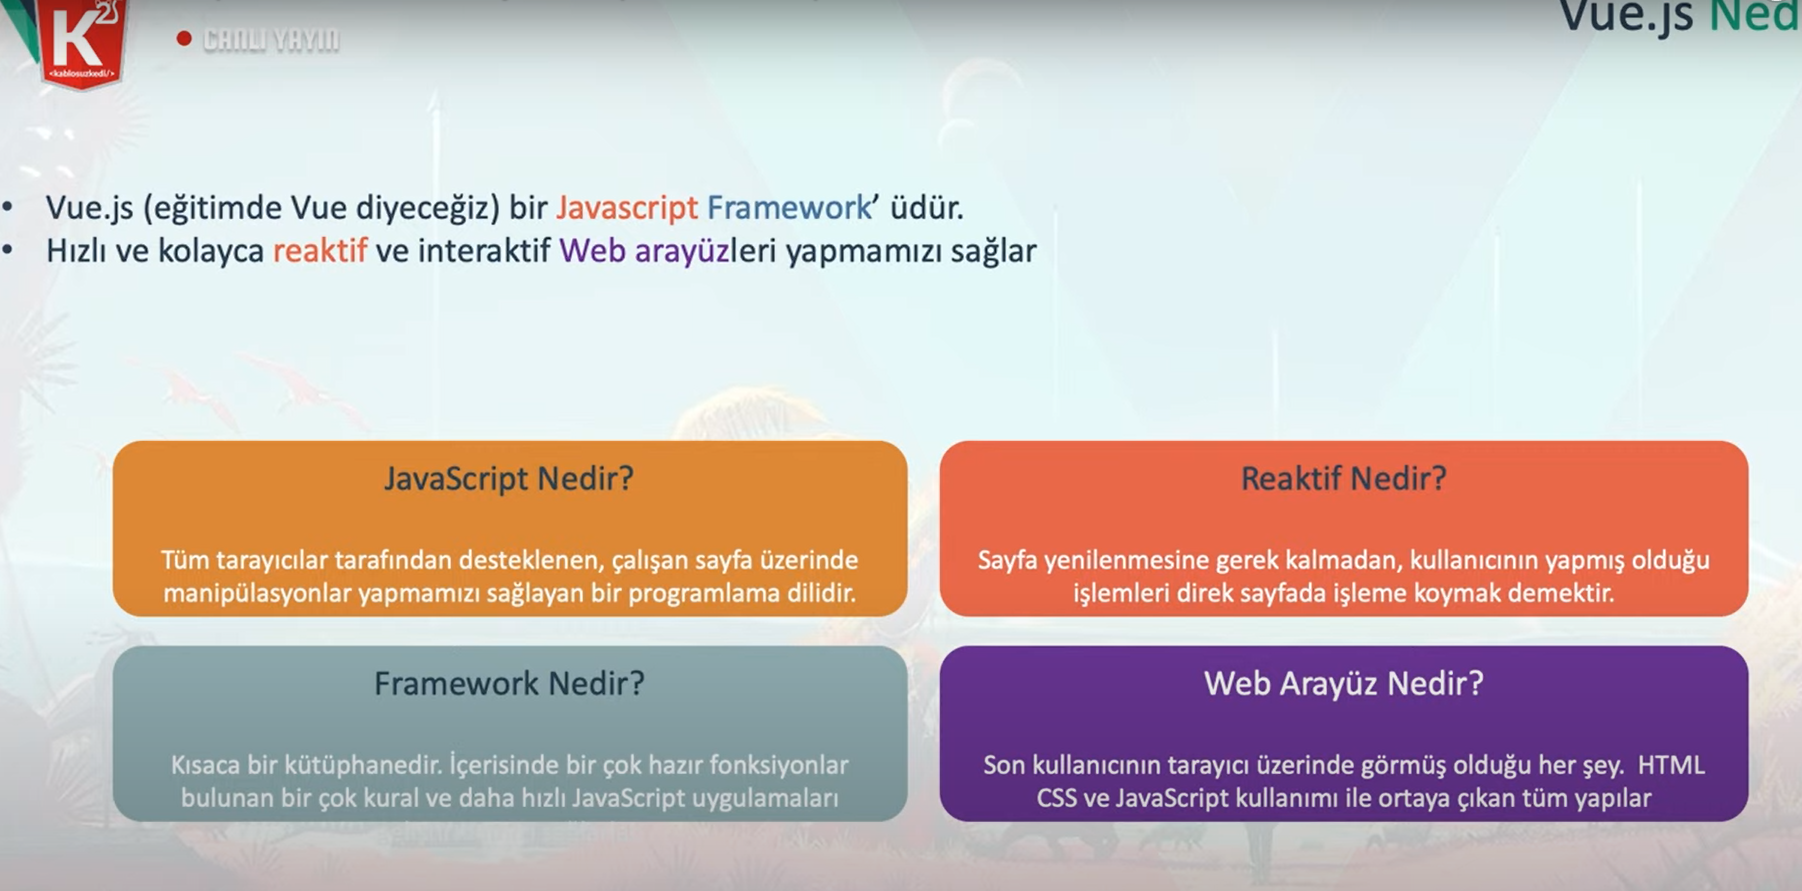 K²
<kablosuzkedi/>
CANLI YAYIN
Vue.js Ned
• Vue.js (eğitimde Vue diyeceğiz) bir Javascript Framework’ üdür.
• Hızlı ve kolayca reaktif ve interaktif Web arayüzleri yapmamızı sağlar
JavaScript Nedir?
Tüm tarayıcılar tarafından desteklenen, çalışan sayfa üzerinde
manipülasyonlar yapmamızı sağlayan bir programlama dilidir.
Reaktif Nedir?
Sayfa yenilenmesine gerek kalmadan, kullanıcının yapmış olduğu
işlemleri direk sayfada işleme koymak demektir.
Framework Nedir?
Kısaca bir kütüphanedir. İçerisinde bir çok hazır fonksiyonlar
bulunan bir çok kural ve daha hızlı JavaScript uygulamaları
Web Arayüz Nedir?
Son kullanıcının tarayıcı üzerinde görmüş olduğu her şey.  HTML
CSS ve JavaScript kullanımı ile ortaya çıkan tüm yapılar